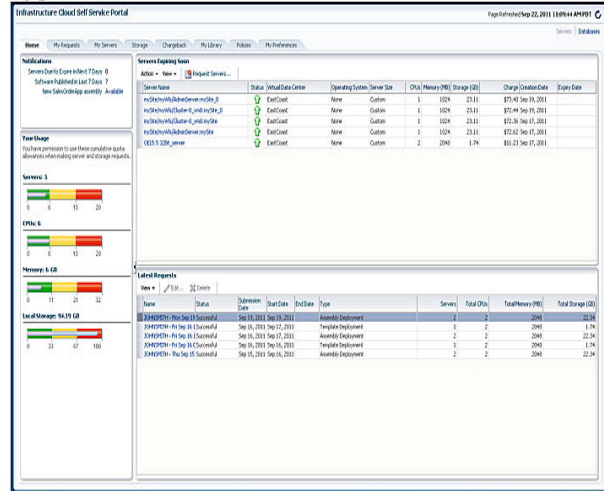 Infrastructure Cloud Self Service Portal
Page Refreshed Sep 22, 2011 11:09:44 AM PDT
Servers Databases
Home My Requests My Servers Storage Chargeback My Library Policies My Preferences
Notifications
Servers Due to Expire in Next 7 Days 0
Software Published in Last 7 Days 7
New SalesOrderApp assembly Available
Your Usage
You have permission to use these cumulative quota
allowances when making server and storage requests.
Servers: 5
0 6 13 20
CPUs: 6
0 6 13 20
Memory: 6 GB
0 11 21 32
Local Storage: 94.19 GB
0 33 67 100
Servers Expiring Soon
Action View Request Servers...
Server Name Status Virtual Data Center Operating System Server Size CPUs Memory (MB) Storage (GB) Charge Creation Date Expiry Date
EastCoast None Custom 1 1024 23.11 Sep 19, 2011
EastCoast None Custom 1 1024 23.11 $72.44 Sep 19, 2011
EastCoast None Custom 1 1024 23.11 Sep 17, 2011
EastCoast None Custom 1 1024 23.11 $72.62 Sep 17, 2011
EastCoast None Custom 2 2048 1.74 Sep 17, 2011
Latest Requests
View Edit... Delete
Name Status Submission Date Start Date End Date Type Servers Total CPUs Total Memory (MB) Total Storage (GB)
JOHNSMITH - Mon Sep 19 Successful Sep 19, 2011 Sep 19, 2011 Assembly Deployment 2 2 2048 22.34
JOHNSMITH - Fri Sep 16 Successful Sep 16, 2011 Sep 17, 2011 Template Deployment 1 2 2048 1.74
JOHNSMITH - Fri Sep 16 Successful Sep 16, 2011 Sep 17, 2011 Assembly Deployment 2 2 2048 22.34
JOHNSMITH - Fri Sep 16 Successful Sep 16, 2011 Sep 16, 2011 Template Deployment 1 2 2048 1.74
JOHNSMITH - Thu Sep 15 Successful Sep 15, 2011 Sep 16, 2011 Assembly Deployment 2 2 2048 22.34